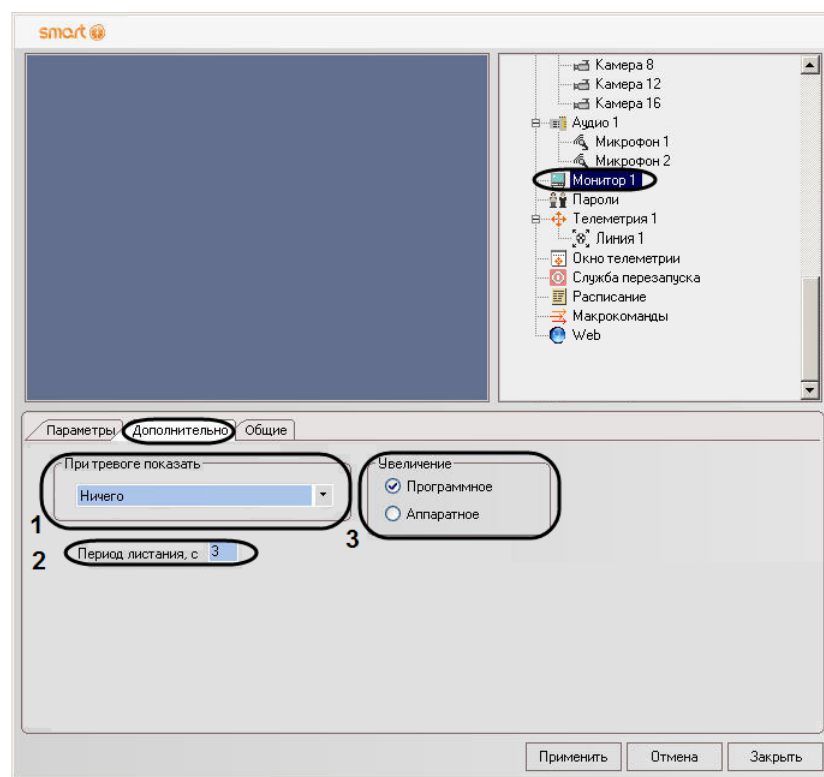 smart
Камера 8
Камера 12
Камера 16
Аудио 1
Микрофон 1
Микрофон 2
Монитор 1
Пароли
Телеметрия 1
Линия 1
Окно телеметрии
Служба перезапуска
Расписание
Макрокоманды
Web
Параметры Дополнительно Общие
При тревоге показать
Ничего
1
Период листания, с 3
2
Увеличение
Программное
Аппаратное
3
Применить Отмена Закрыть